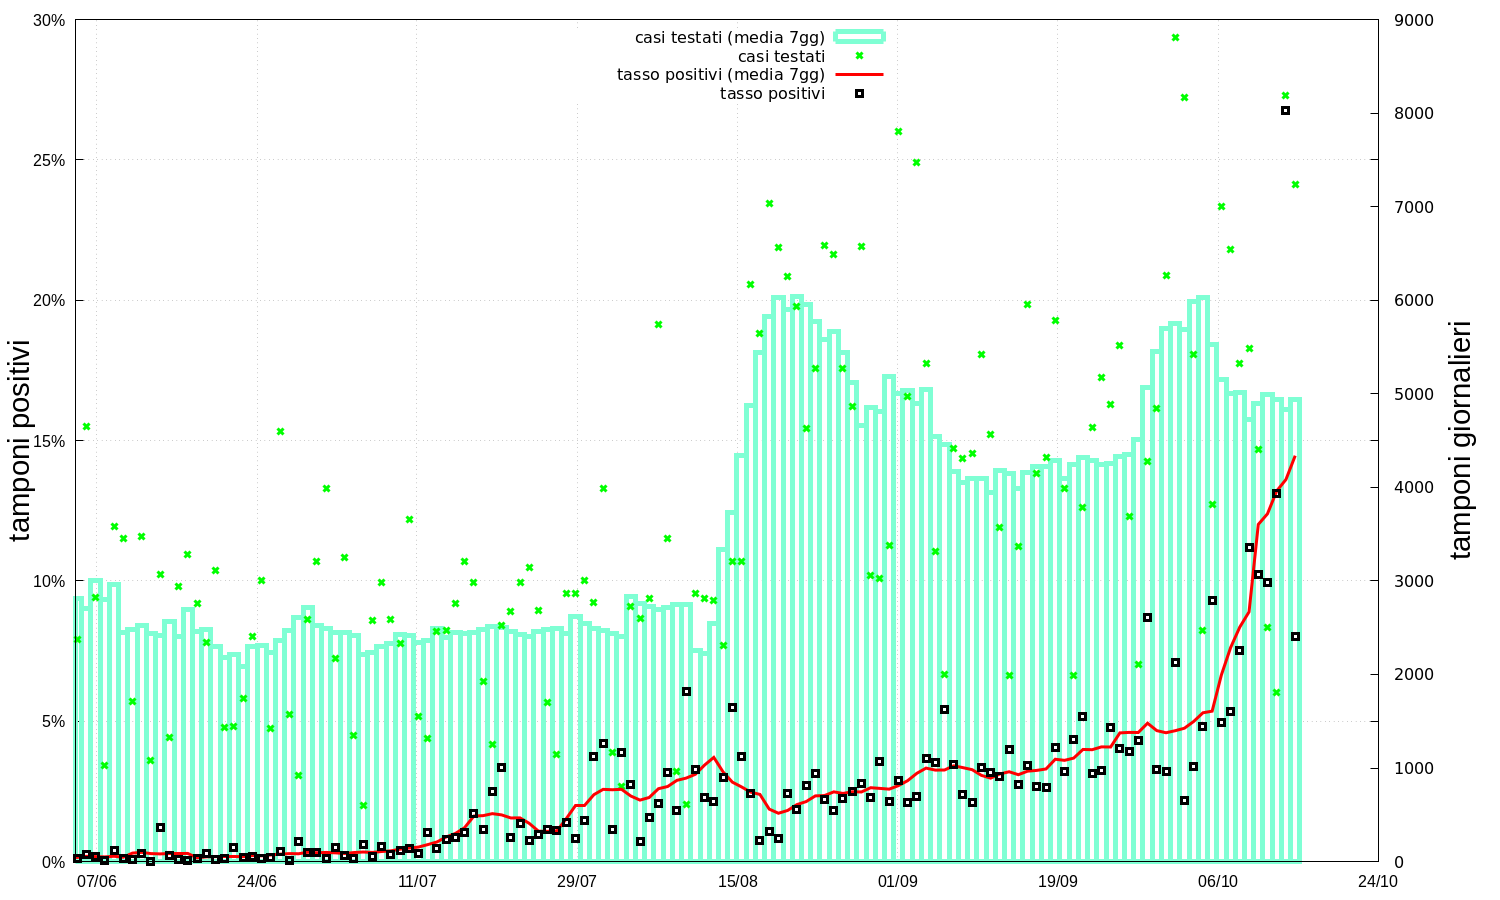 casi testati (media 7gg)
casi testati
tasso positivi (media 7gg)
tasso positivi
30%
25%
20%
15%
10%
5%
0%
9000
8000
7000
6000
5000
4000
3000
2000
1000
0
tamponi positivi
tamponi giornalieri
07/06 24/06 11/07 29/07 15/08 01/09 19/09 06/10 24/10